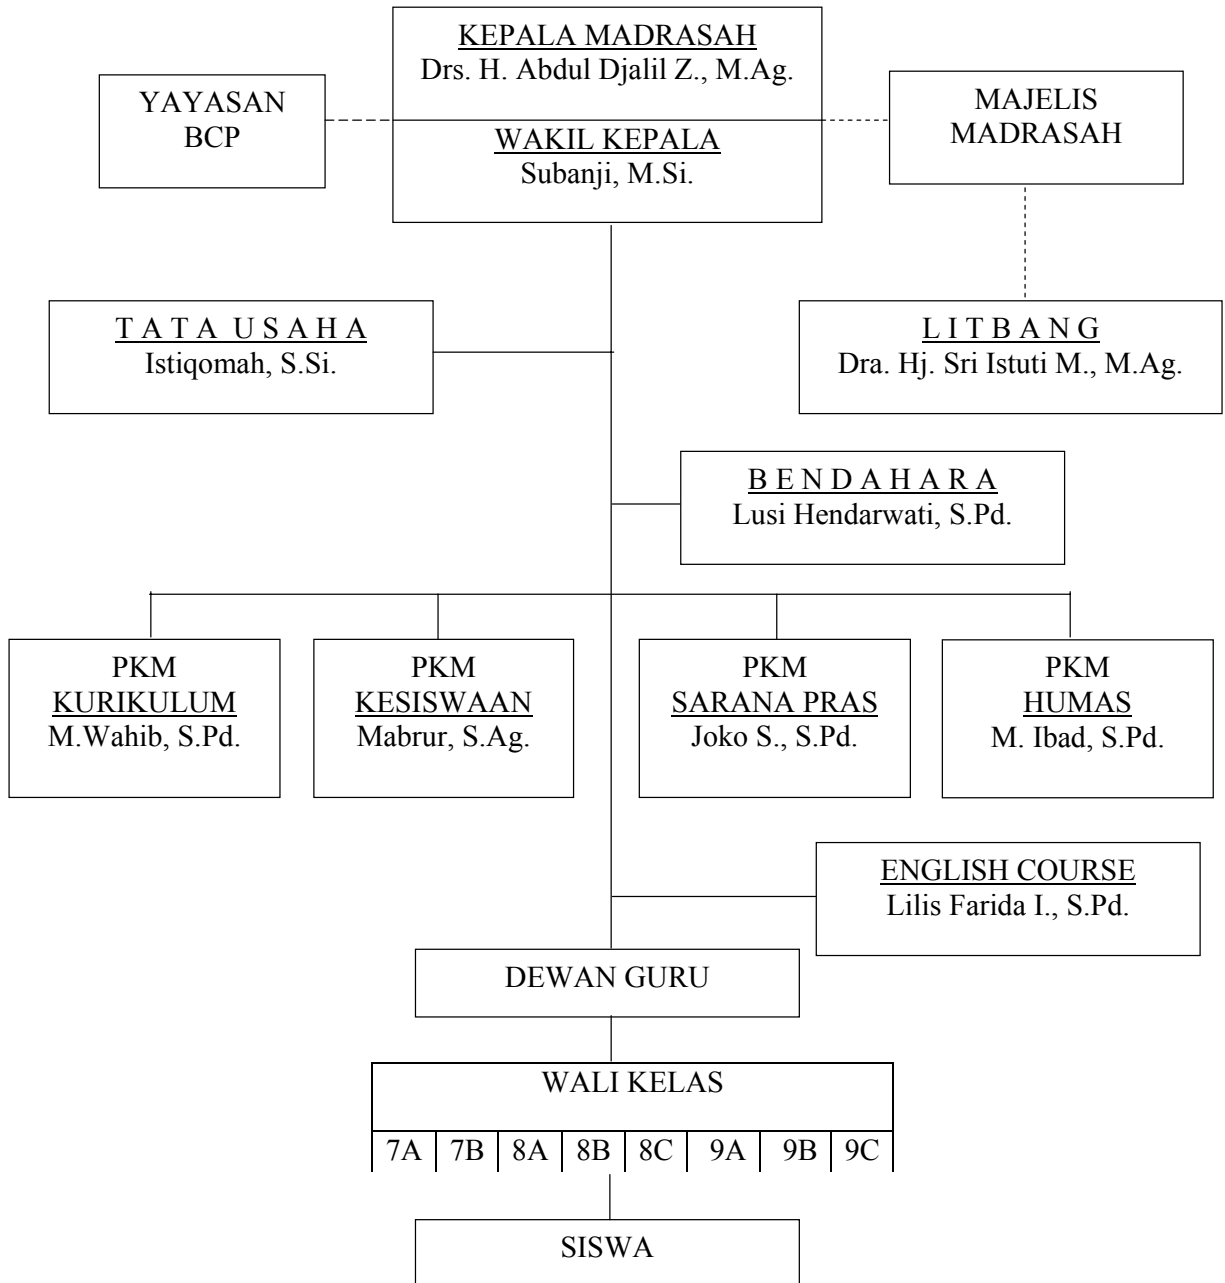 KEPALA MADRASAH
Drs. H. Abdul Djalil Z., M.Ag.
YAYASAN
BCP
WAKIL KEPALA
Subanji, M.Si.
MAJELIS
MADRASAH
T A T A  U S A H A
Istiqomah, S.Si.
L I T B A N G
Dra. Hj. Sri Istuti M., M.Ag.
B E N D A H A R A
Lusi Hendarwati, S.Pd.
PKM
KURIKULUM
M.Wahib, S.Pd.
PKM
KESISWAAN
Mabrur, S.Ag.
PKM
SARANA PRAS
Joko S., S.Pd.
PKM
HUMAS
M. Ibad, S.Pd.
ENGLISH COURSE
Lilis Farida I., S.Pd.
DEWAN GURU
WALI KELAS
7A 7B 8A 8B 8C 9A 9B 9C
SISWA